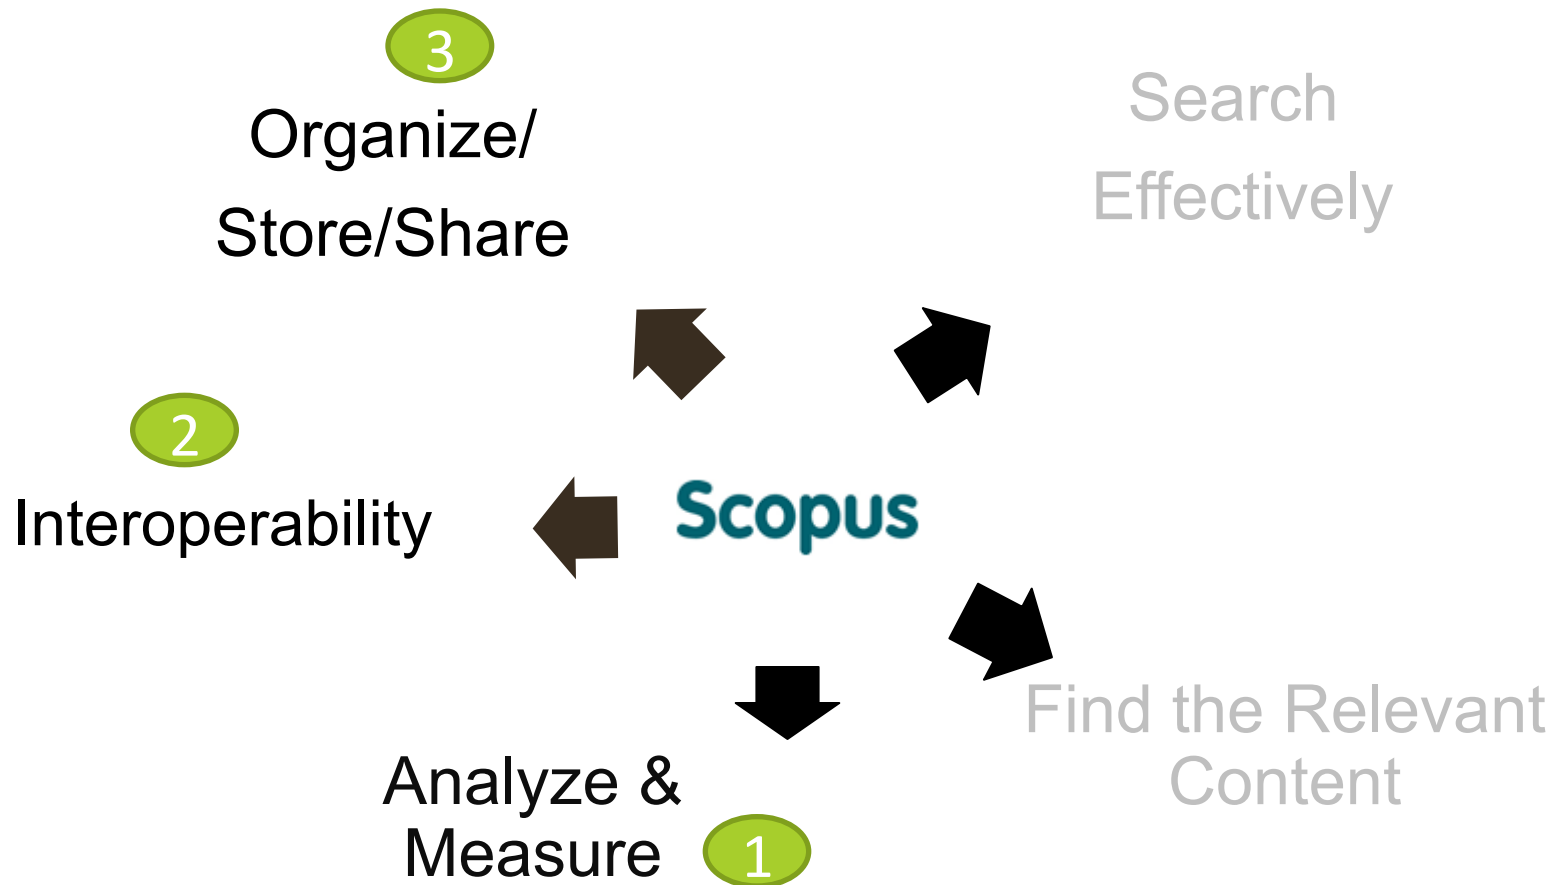 3
Organize/
Store/Share
Search
Effectively
2
Interoperability
Scopus
Find the Relevant
Content
Analyze &
Measure
1